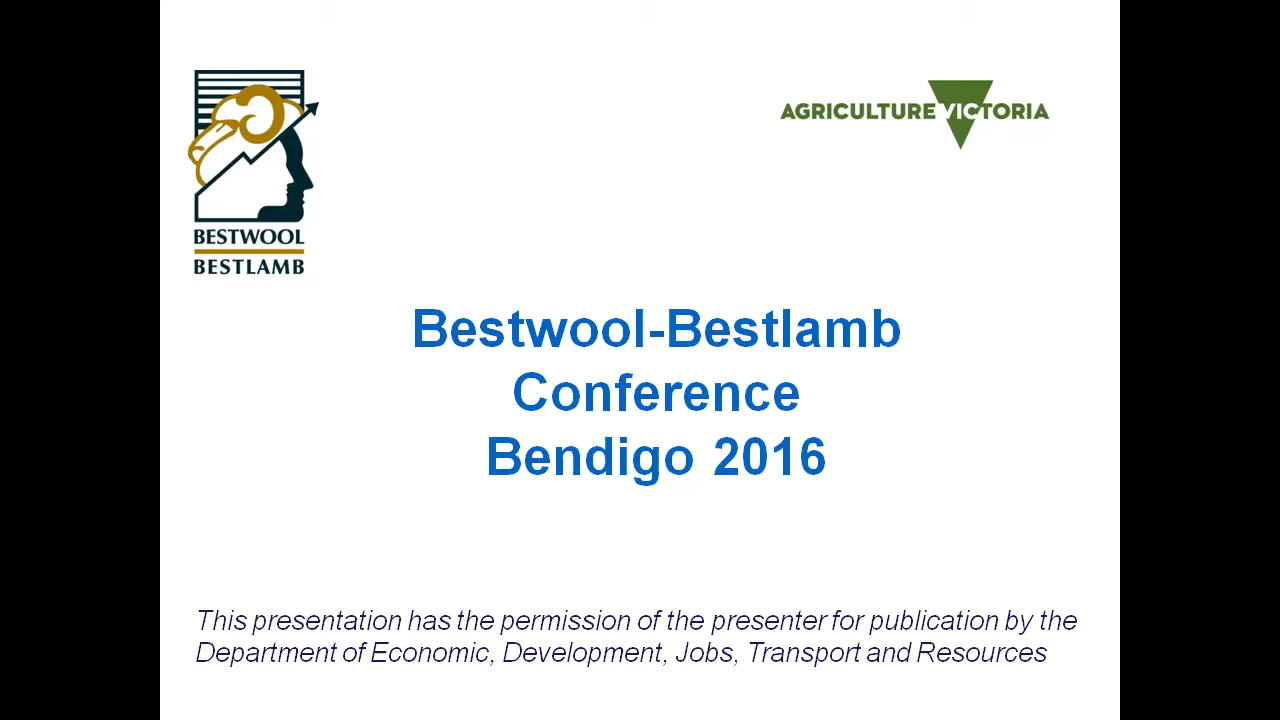 AGRICULTURE VICTORIA
BESTWOOL
BESTLAMB
Bestwool-Bestlamb
Conference
Bendigo 2016
This presentation has the permission of the presenter for publication by the
Department of Economic, Development, Jobs, Transport and Resources